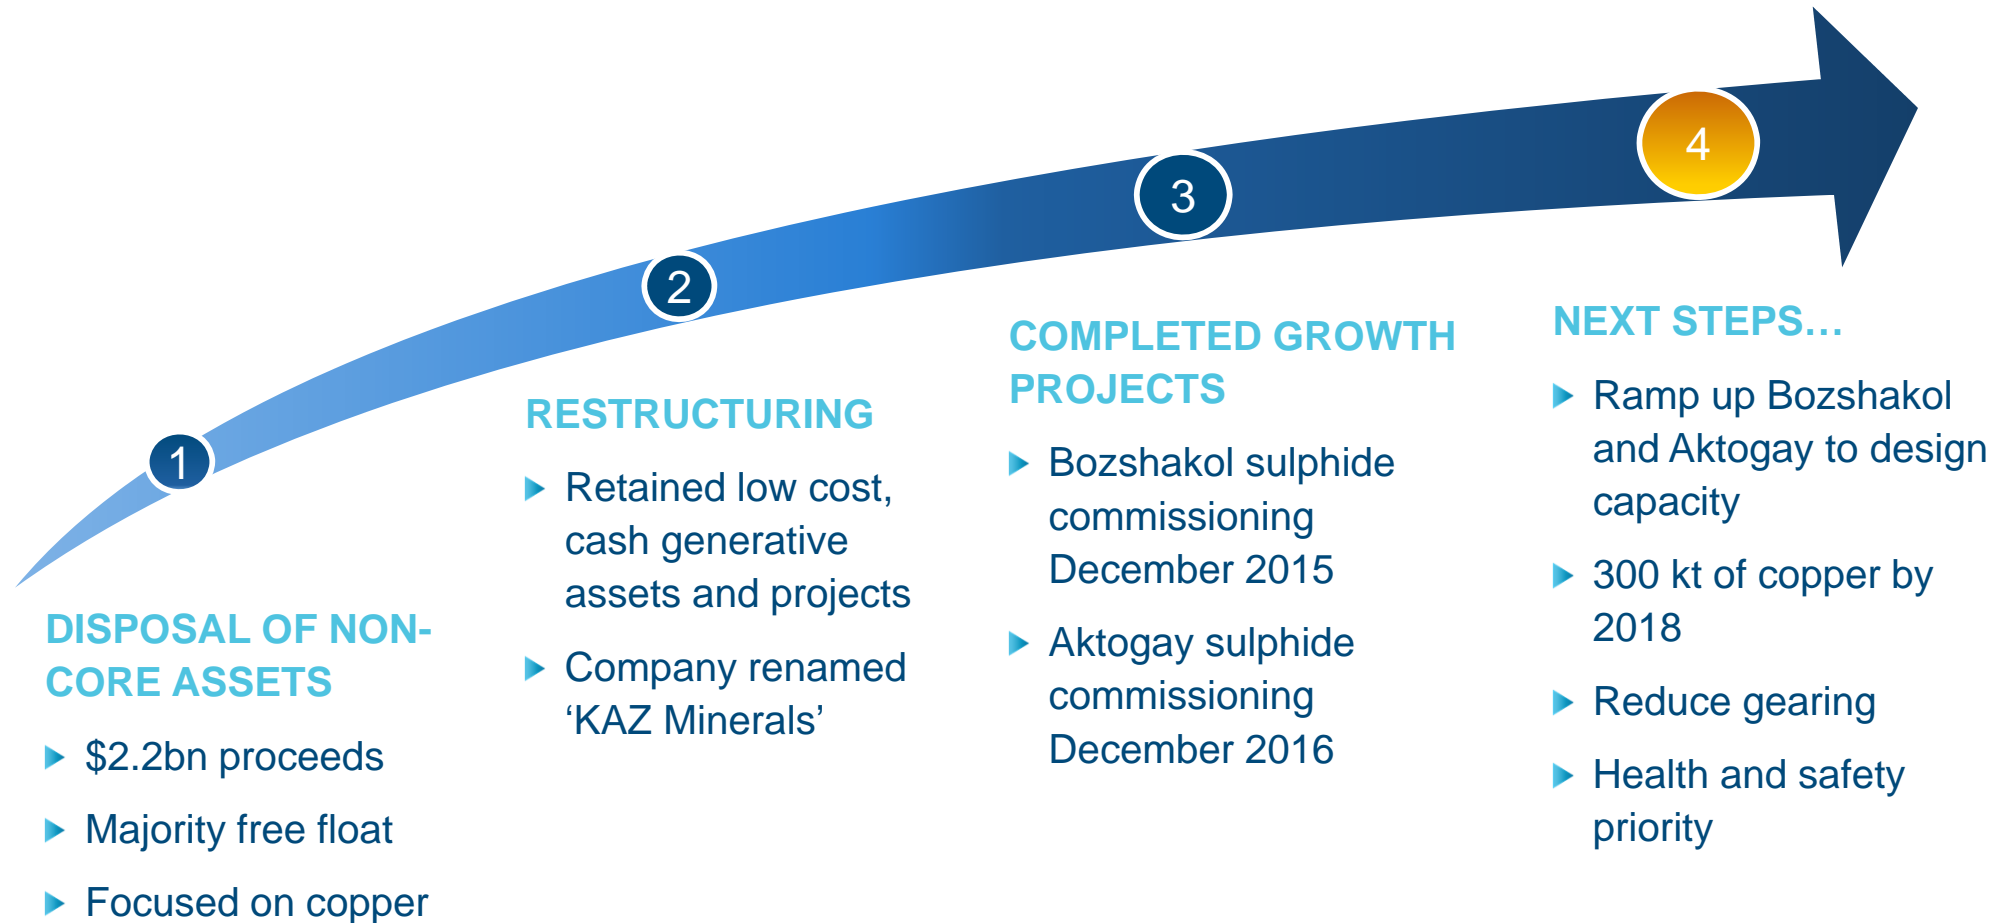 1
DISPOSAL OF NON-
CORE ASSETS
$2.2bn proceeds
Majority free float
Focused on copper
2
RESTRUCTURING
Retained low cost,
cash generative
assets and projects
Company renamed
‘KAZ Minerals’
3
COMPLETED GROWTH
PROJECTS
Bozshakol sulphide
commissioning
December 2015
Aktogay sulphide
commissioning
December 2016
4
NEXT STEPS…
Ramp up Bozshakol
and Aktogay to design
capacity
300 kt of copper by
2018
Reduce gearing
Health and safety
priority